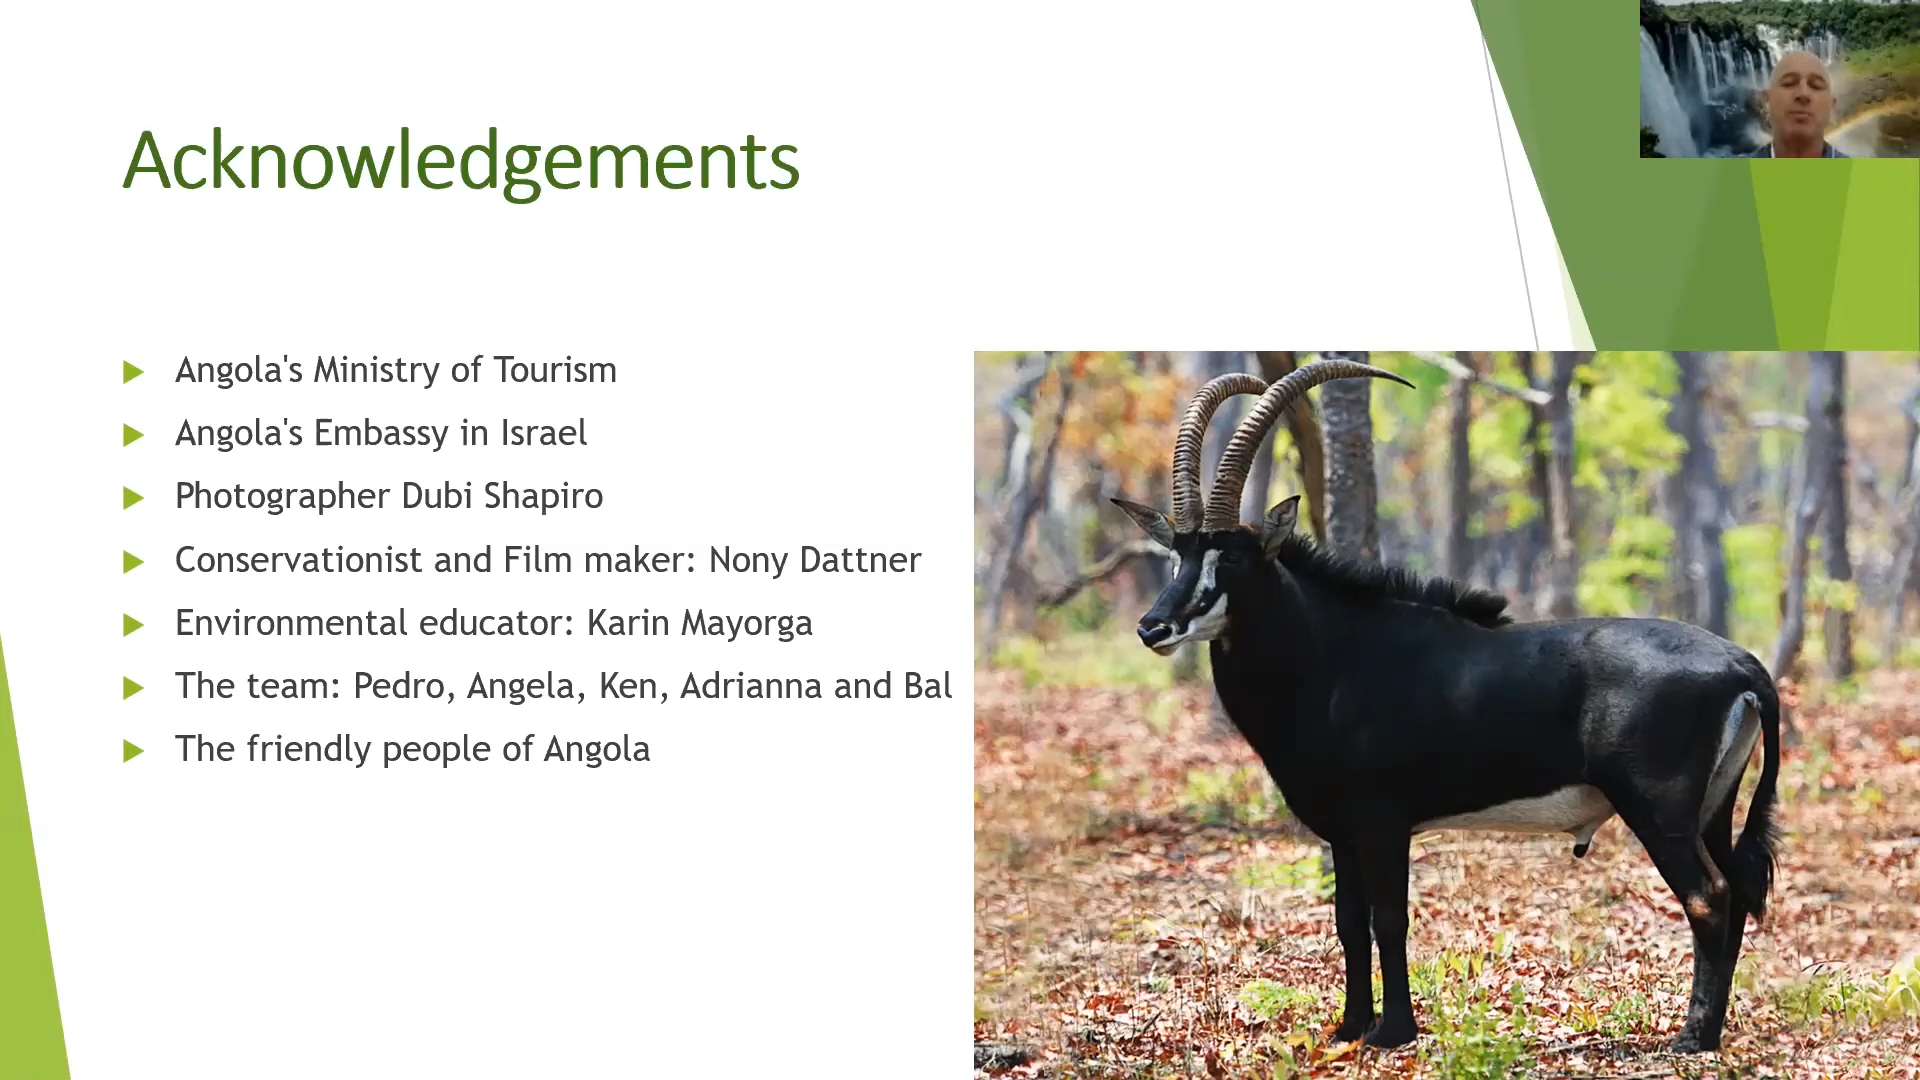 Acknowledgements
Angola's Ministry of Tourism
Angola's Embassy in Israel
Photographer Dubi Shapiro
Conservationist and Film maker: Nony Dattner
Environmental educator: Karin Mayorga
The team: Pedro, Angela, Ken, Adrianna and Bal
The friendly people of Angola